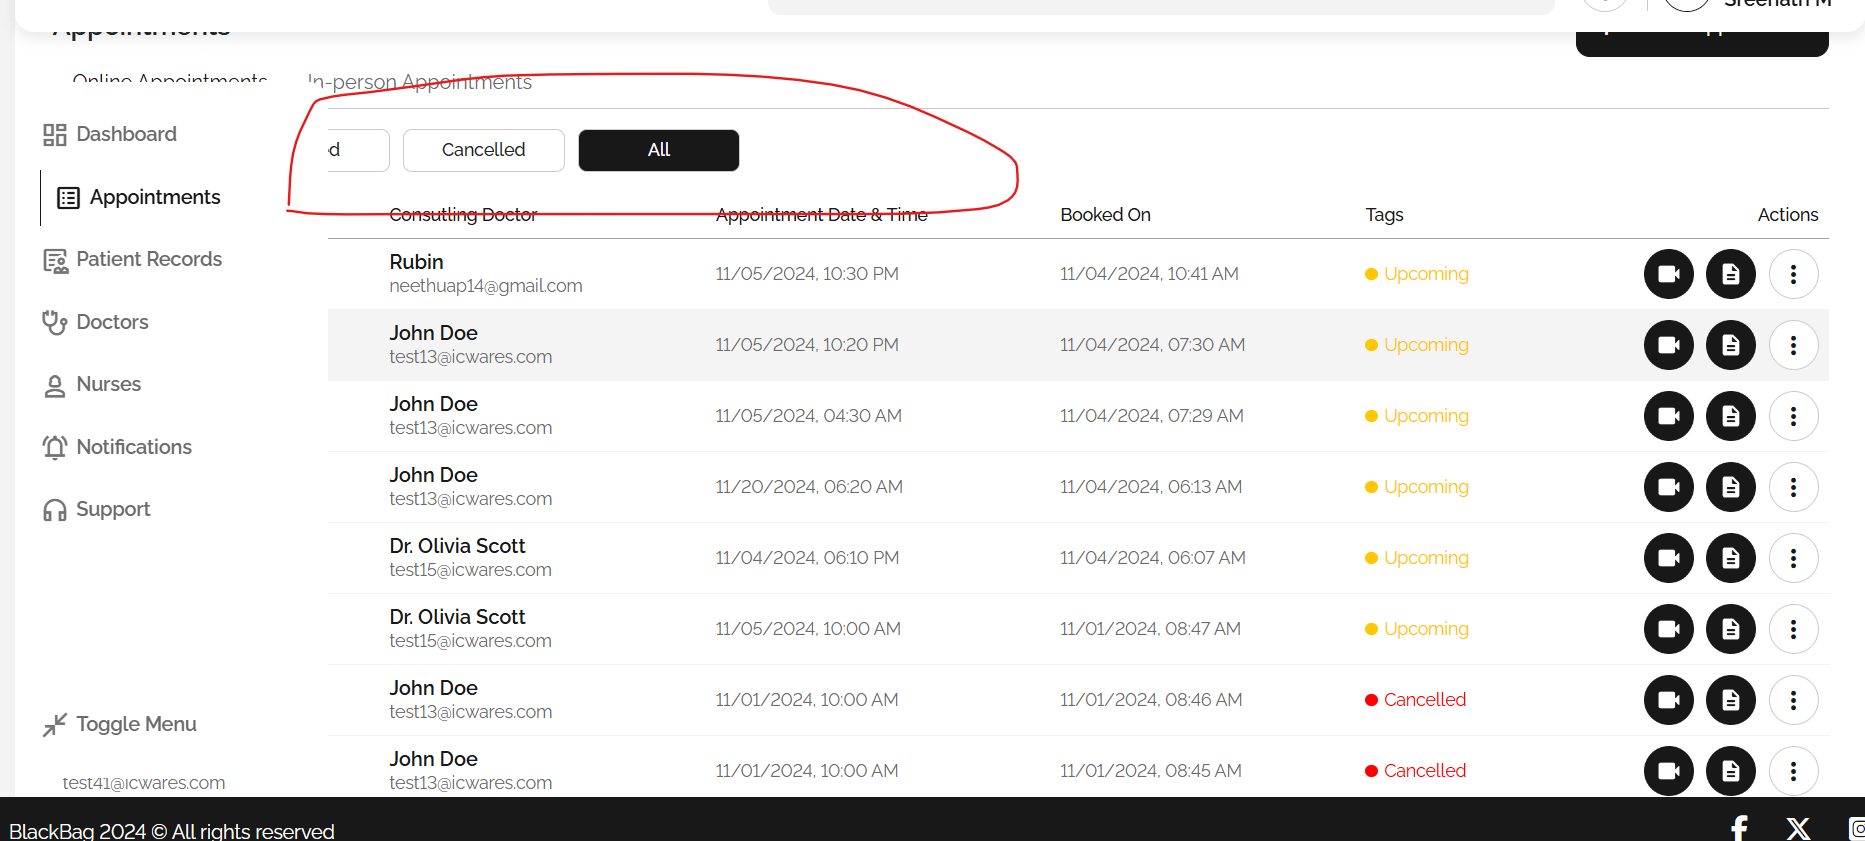 Sreenath M
Appointments
Online Appointments
In-person Appointments
Dashboard
Appointments
Patient Records
Doctors
Nurses
Notifications
Support
Toggle Menu
test41@icwares.com
d Cancelled All
Consutling Doctor Appointment Date & Time Booked On Tags Actions
Rubin
neethuap14@gmail.com 11/05/2024, 10:30 PM 11/04/2024, 10:41 AM Upcoming
John Doe
test13@icwares.com 11/05/2024, 10:20 PM 11/04/2024, 07:30 AM Upcoming
John Doe
test13@icwares.com 11/05/2024, 04:30 AM 11/04/2024, 07:29 AM Upcoming
John Doe
test13@icwares.com 11/20/2024, 06:20 AM 11/04/2024, 06:13 AM Upcoming
Dr. Olivia Scott
test15@icwares.com 11/04/2024, 06:10 PM 11/04/2024, 06:07 AM Upcoming
Dr. Olivia Scott
test15@icwares.com 11/05/2024, 10:00 AM 11/01/2024, 08:47 AM Upcoming
John Doe
test13@icwares.com 11/01/2024, 10:00 AM 11/01/2024, 08:46 AM Cancelled
John Doe
test13@icwares.com 11/01/2024, 10:00 AM 11/01/2024, 08:45 AM Cancelled
BlackBag 2024 © All rights reserved